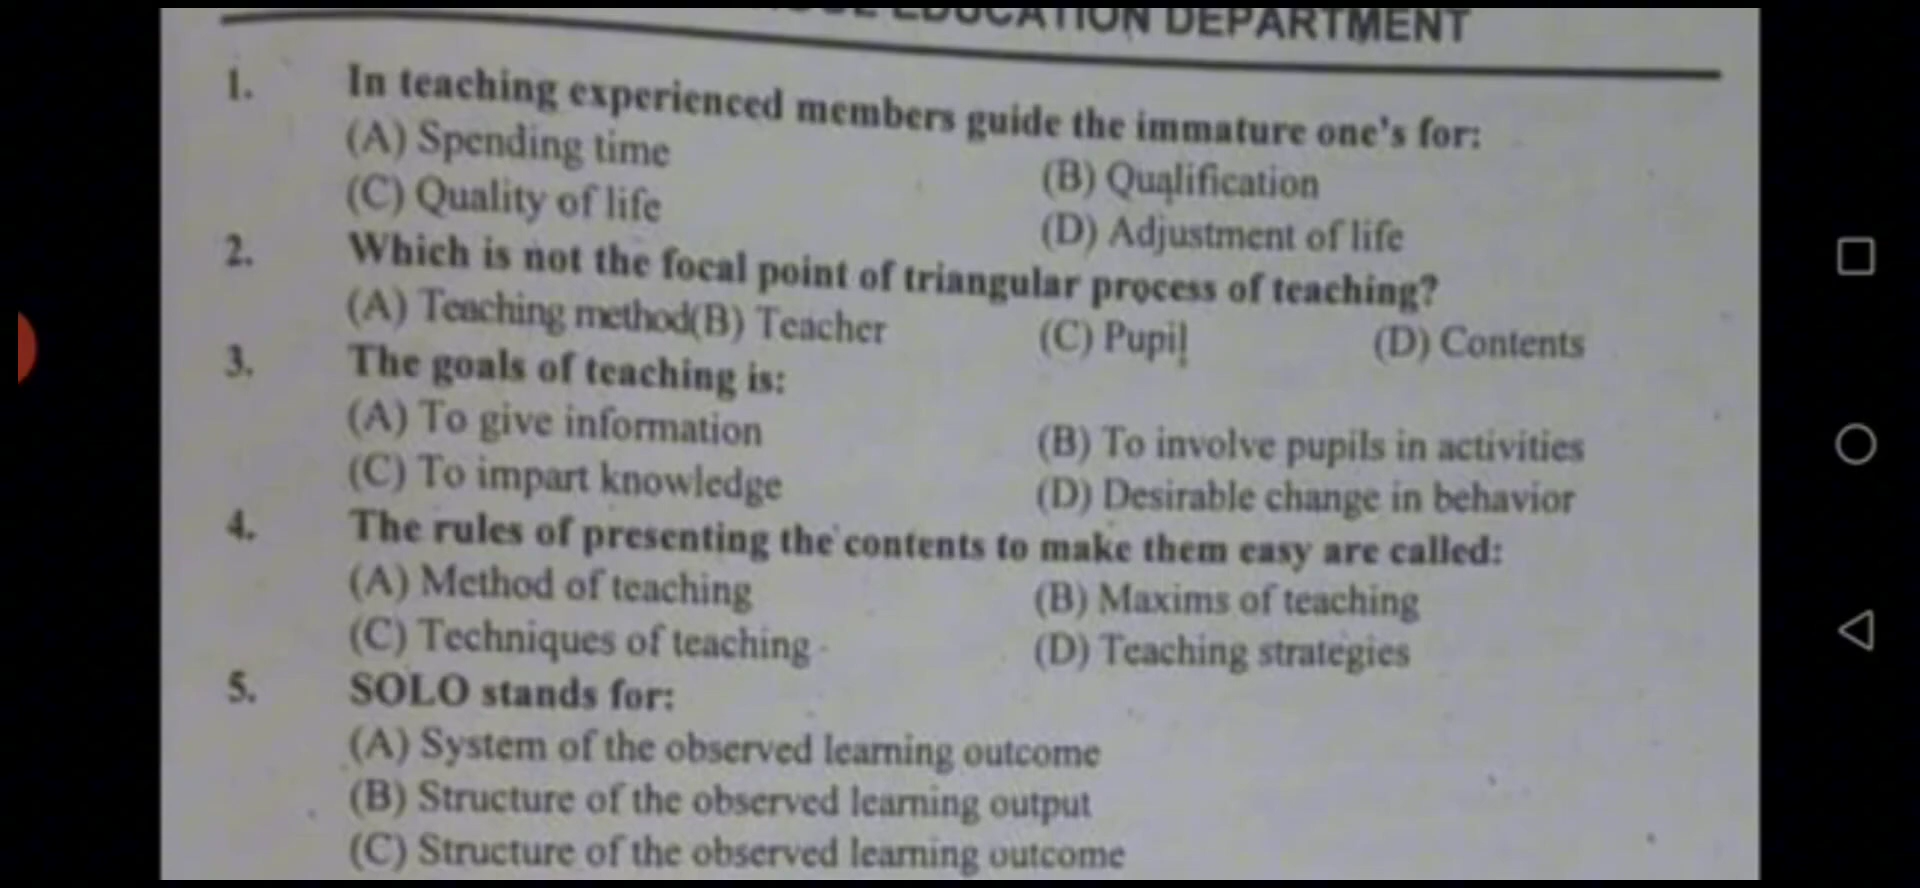 EDUCATION DEPARTMENT
1. In teaching experienced members guide the immature one's for:
(A) Spending time (B) Qualification
(C) Quality of life (D) Adjustment of life
2. Which is not the focal point of triangular process of teaching?
(A) Teaching method(B) Teacher (C) Pupil (D) Contents
3. The goals of teaching is:
(A) To give information (B) To involve pupils in activities
(C) To impart knowledge (D) Desirable change in behavior
4. The rules of presenting the contents to make them easy are called:
(A) Method of teaching (B) Maxims of teaching
(C) Techniques of teaching (D) Teaching strategies
5. SOLO stands for:
(A) System of the observed learning outcome
(B) Structure of the observed learning output
(C) Structure of the observed learning outcome